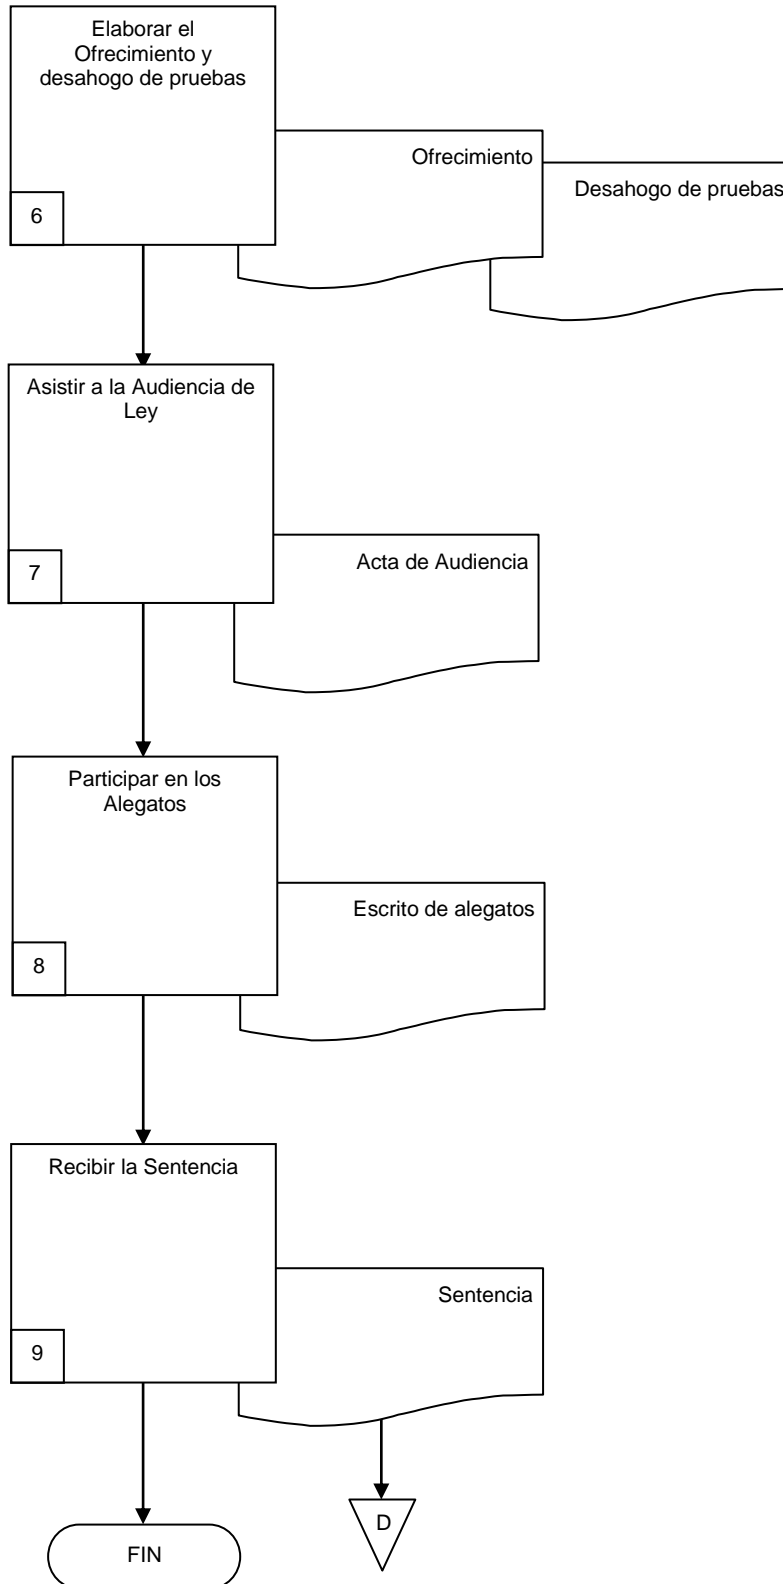 Elaborar el
Ofrecimiento y
desahogo de pruebas
Ofrecimiento
Desahogo de pruebas
6
Asistir a la Audiencia de
Ley
Acta de Audiencia
7
Participar en los
Alegatos
Escrito de alegatos
8
Recibir la Sentencia
Sentencia
9
D
FIN